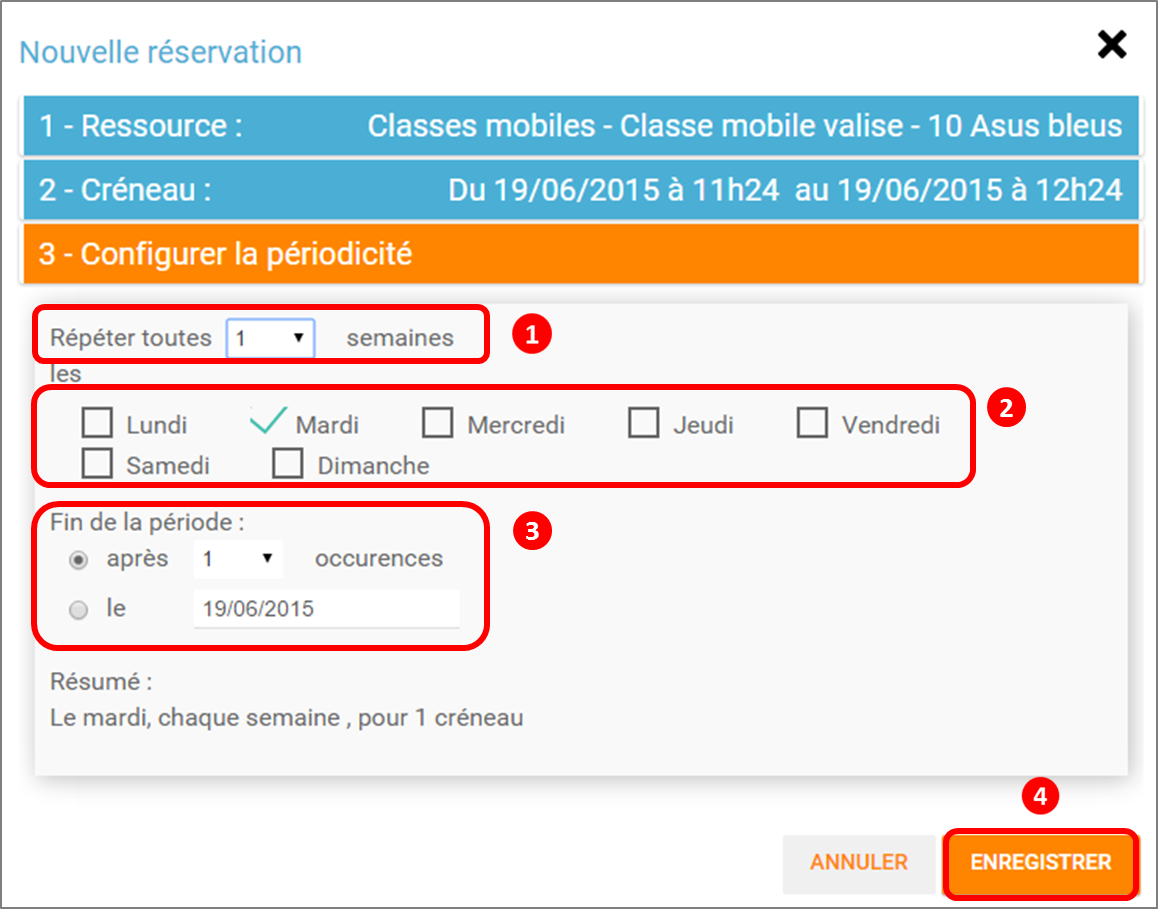 Nouvelle réservation
1 - Ressource : Classes mobiles - Classe mobile valise - 10 Asus bleus
2 - Créneau : Du 19/06/2015 à 11h24 au 19/06/2015 à 12h24
3 - Configurer la périodicité
Répéter toutes 1 semaines 1
les
2
Lundi Mardi Mercredi Jeudi Vendredi
Samedi Dimanche
Fin de la période : 3
après 1 occurences
le 19/06/2015
Résumé :
Le mardi, chaque semaine , pour 1 créneau
4
ANNULER ENREGISTRER